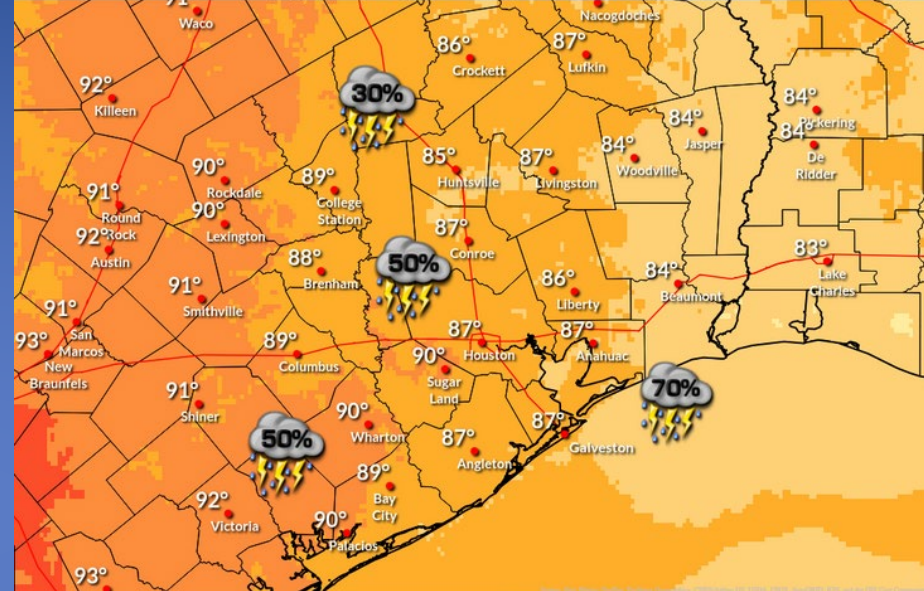 91°
Waco
Nacogdoches
86°
Crockett
87°
Lufkin
92°
Killeen
30%
84°
Pickering
84°
Jasper
84°
De
Ridder
84°
Woodville
85°
Huntsville
87°
Livingston
90°
Rockdale
89°
College
Station
91°
Round
Rock
90°
Lexington
92°
Austin
87°
Conroe
50%
88°
Brenham
83°
Lake
Charles
86°
Liberty
84°
Beaumont
91°
Smithville
91°
San
Marcos
93°
New
Braunfels
89°
Columbus
87°
Houston
87°
Anahuac
90°
Sugar
Land
70%
91°
Shiner
90°
Wharton
50%
87°
Angleton
87°
Galveston
89°
Bay
City
92°
Victoria
90°
Palacios
93°